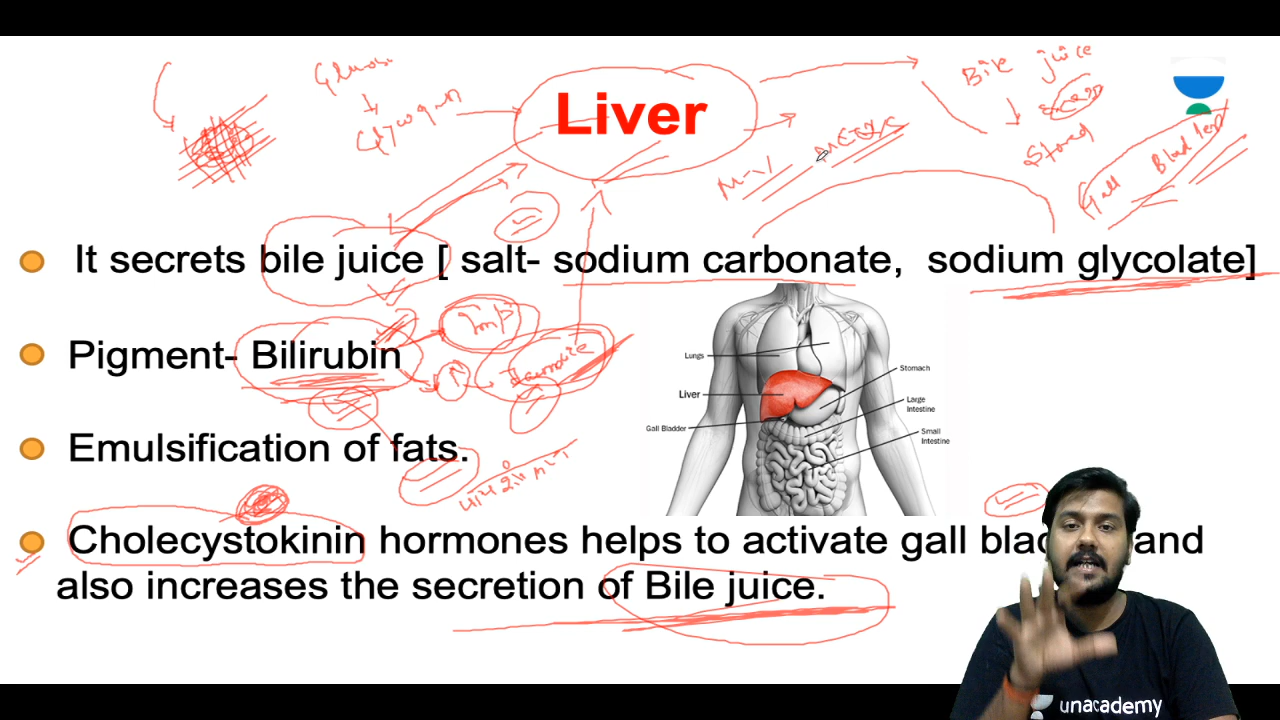 Liver
Glycogen
Bile juice
Stored
Gall Bladder
It secrets bile juice [ salt- sodium carbonate, sodium glycolate]
Pigment- Bilirubin
Emulsification of fats.
Cholecystokinin hormones helps to activate gall and
also increases the secretion of Bile juice.
Lungs
Stomach
Liver
Large
Intestine
Gall Bladder
Small
Intestine
unacademy